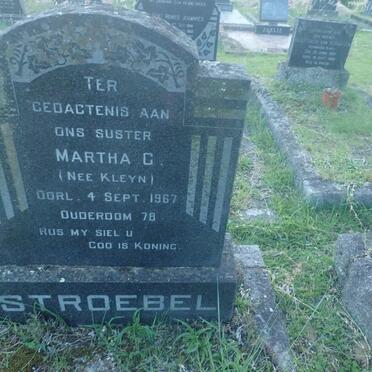 TER
GEDACTENIS AAN
ONS SUSTER
MARTHA C.
(NEE KLEYN)
OORL. 4 SEPT. 1967
OUDERDOM 78
RUS MY SIEL U
GOD IS KONING.
STROEBEL